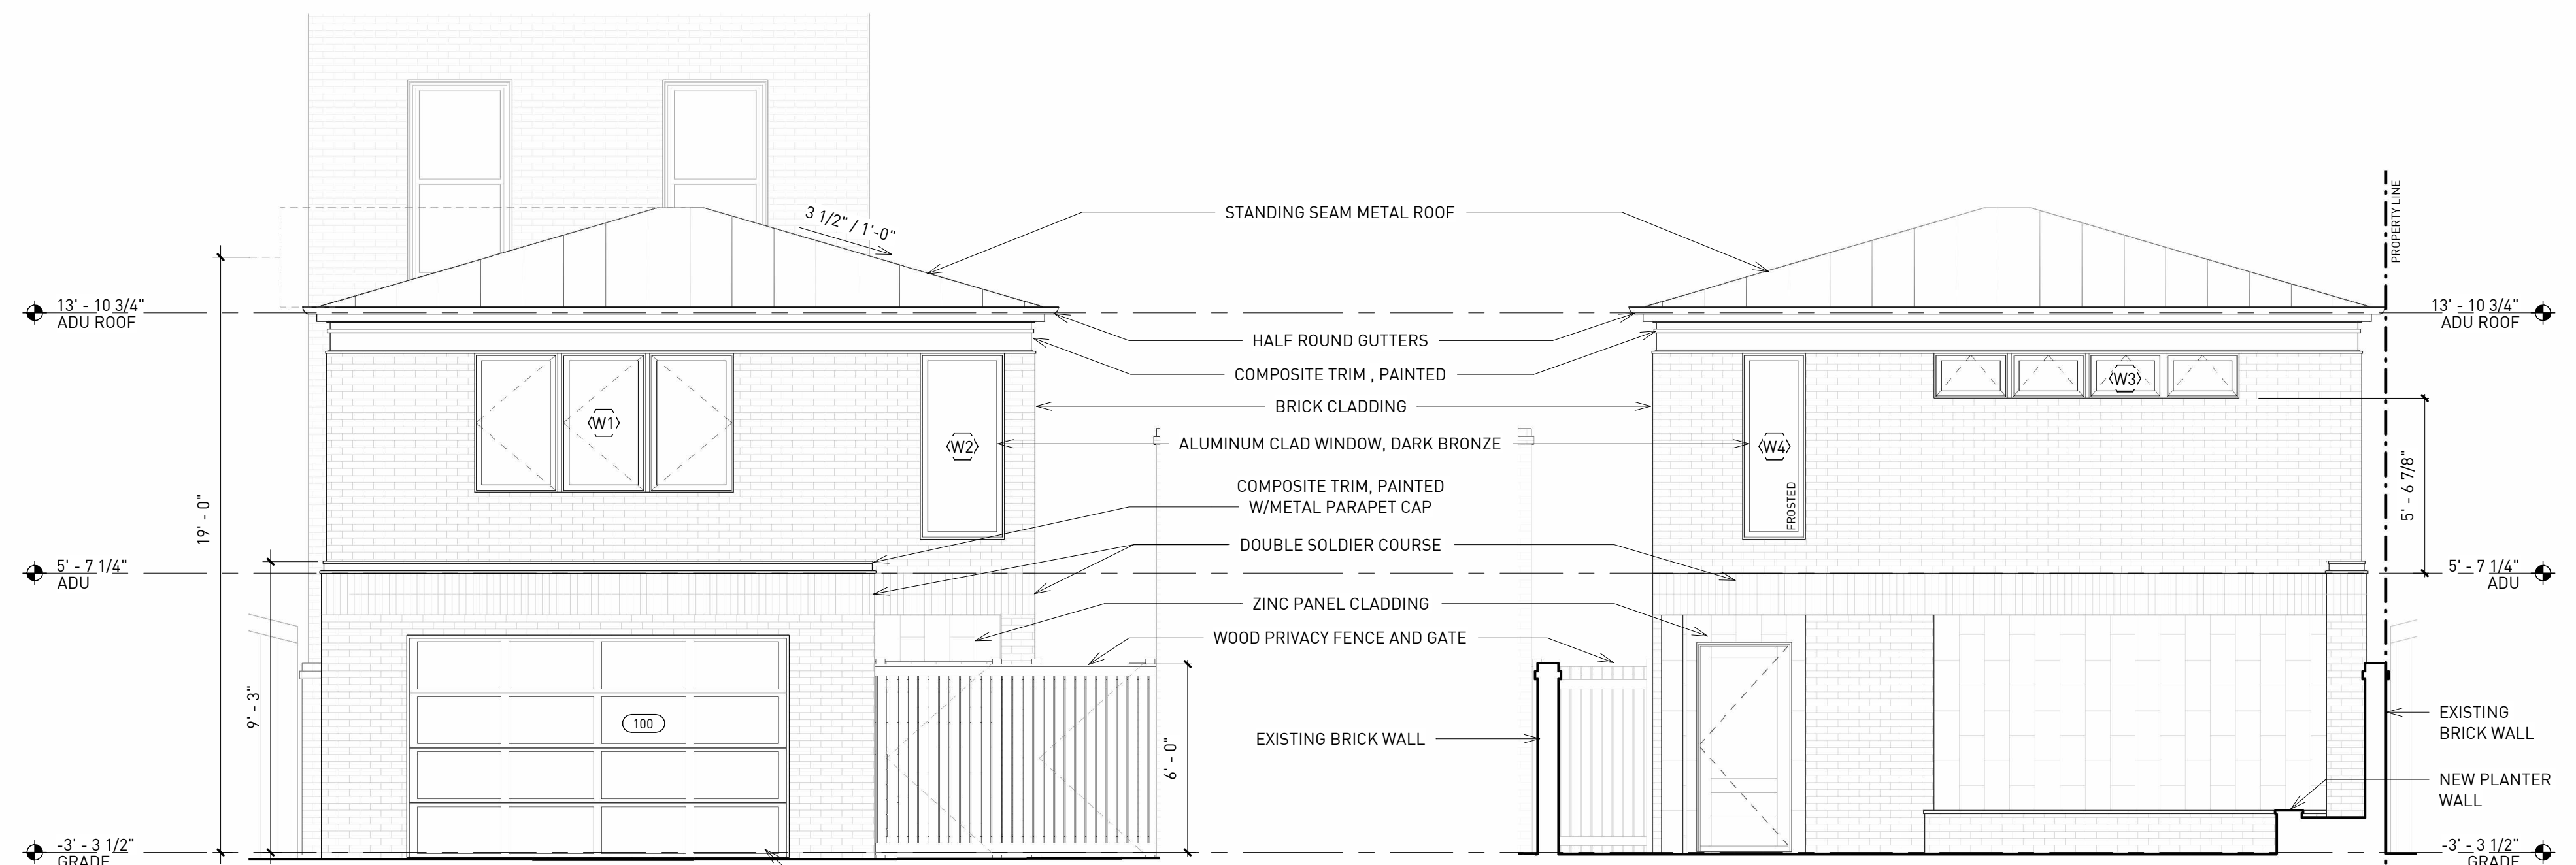 3 1/2" / 1'-0"
PROPERTY LINE
STANDING SEAM METAL ROOF
13' - 10 3/4"
ADU ROOF
13' - 10 3/4"
ADU ROOF
HALF ROUND GUTTERS
COMPOSITE TRIM , PAINTED
W3
BRICK CLADDING
W1
W2
ALUMINUM CLAD WINDOW, DARK BRONZE
W4
FROSTED
5' - 6 7/8"
COMPOSITE TRIM, PAINTED
W/METAL PARAPET CAP
19' - 0"
DOUBLE SOLDIER COURSE
5' - 7 1/4"
ADU
5' - 7 1/4"
ADU
ZINC PANEL CLADDING
WOOD PRIVACY FENCE AND GATE
9' - 3"
100
6' - 0"
EXISTING BRICK WALL
EXISTING
BRICK WALL
NEW PLANTER
WALL
-3' - 3 1/2"
GRADE
-3' - 3 1/2"
GRADE